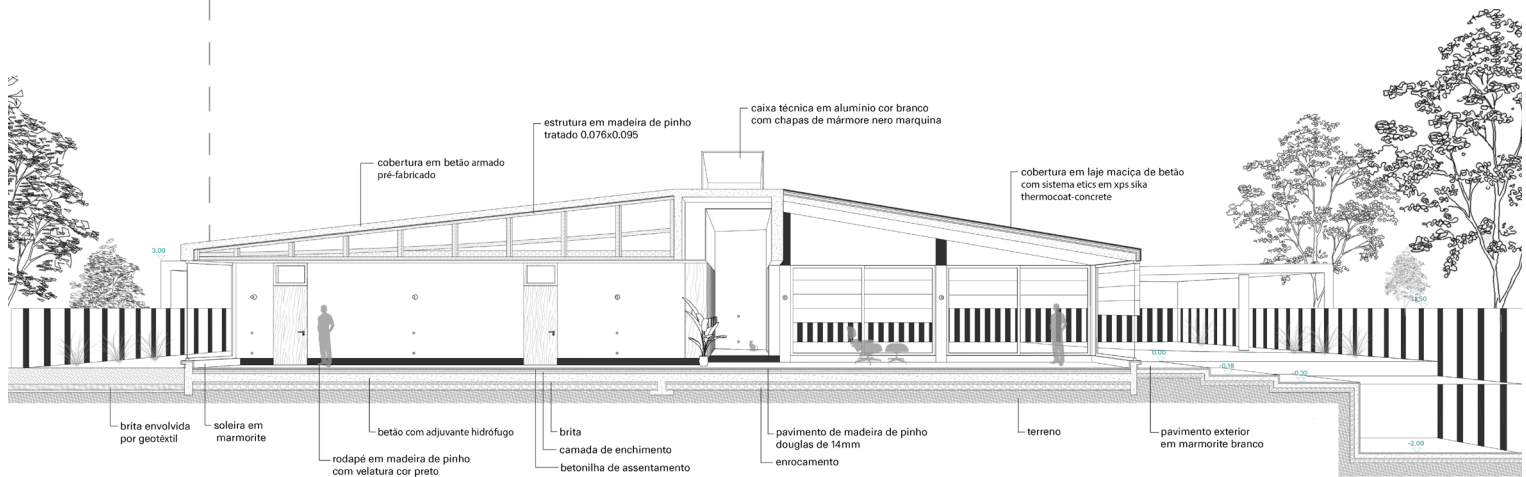 caixa técnica em alumínio cor branco
com chapas de mármore nero marquina
estrutura em madeira de pinho
tratado 0.076x0.095
cobertura em betão armado
pré-fabricado
cobertura em laje maciça de betão
com sistema etics em xps sika
thermocoat-concrete
3.00
0.00
-0.18
-0.32
-2.00
brita envolvida
por geotêxtil
soleira em
marmorite
rodapé em madeira de pinho
com velatura cor preto
betão com adjuvante hidrófugo
brita
camada de enchimento
betonilha de assentamento
pavimento de madeira de pinho
douglas de 14mm
enrocamento
terreno
pavimento exterior
em marmorite branco